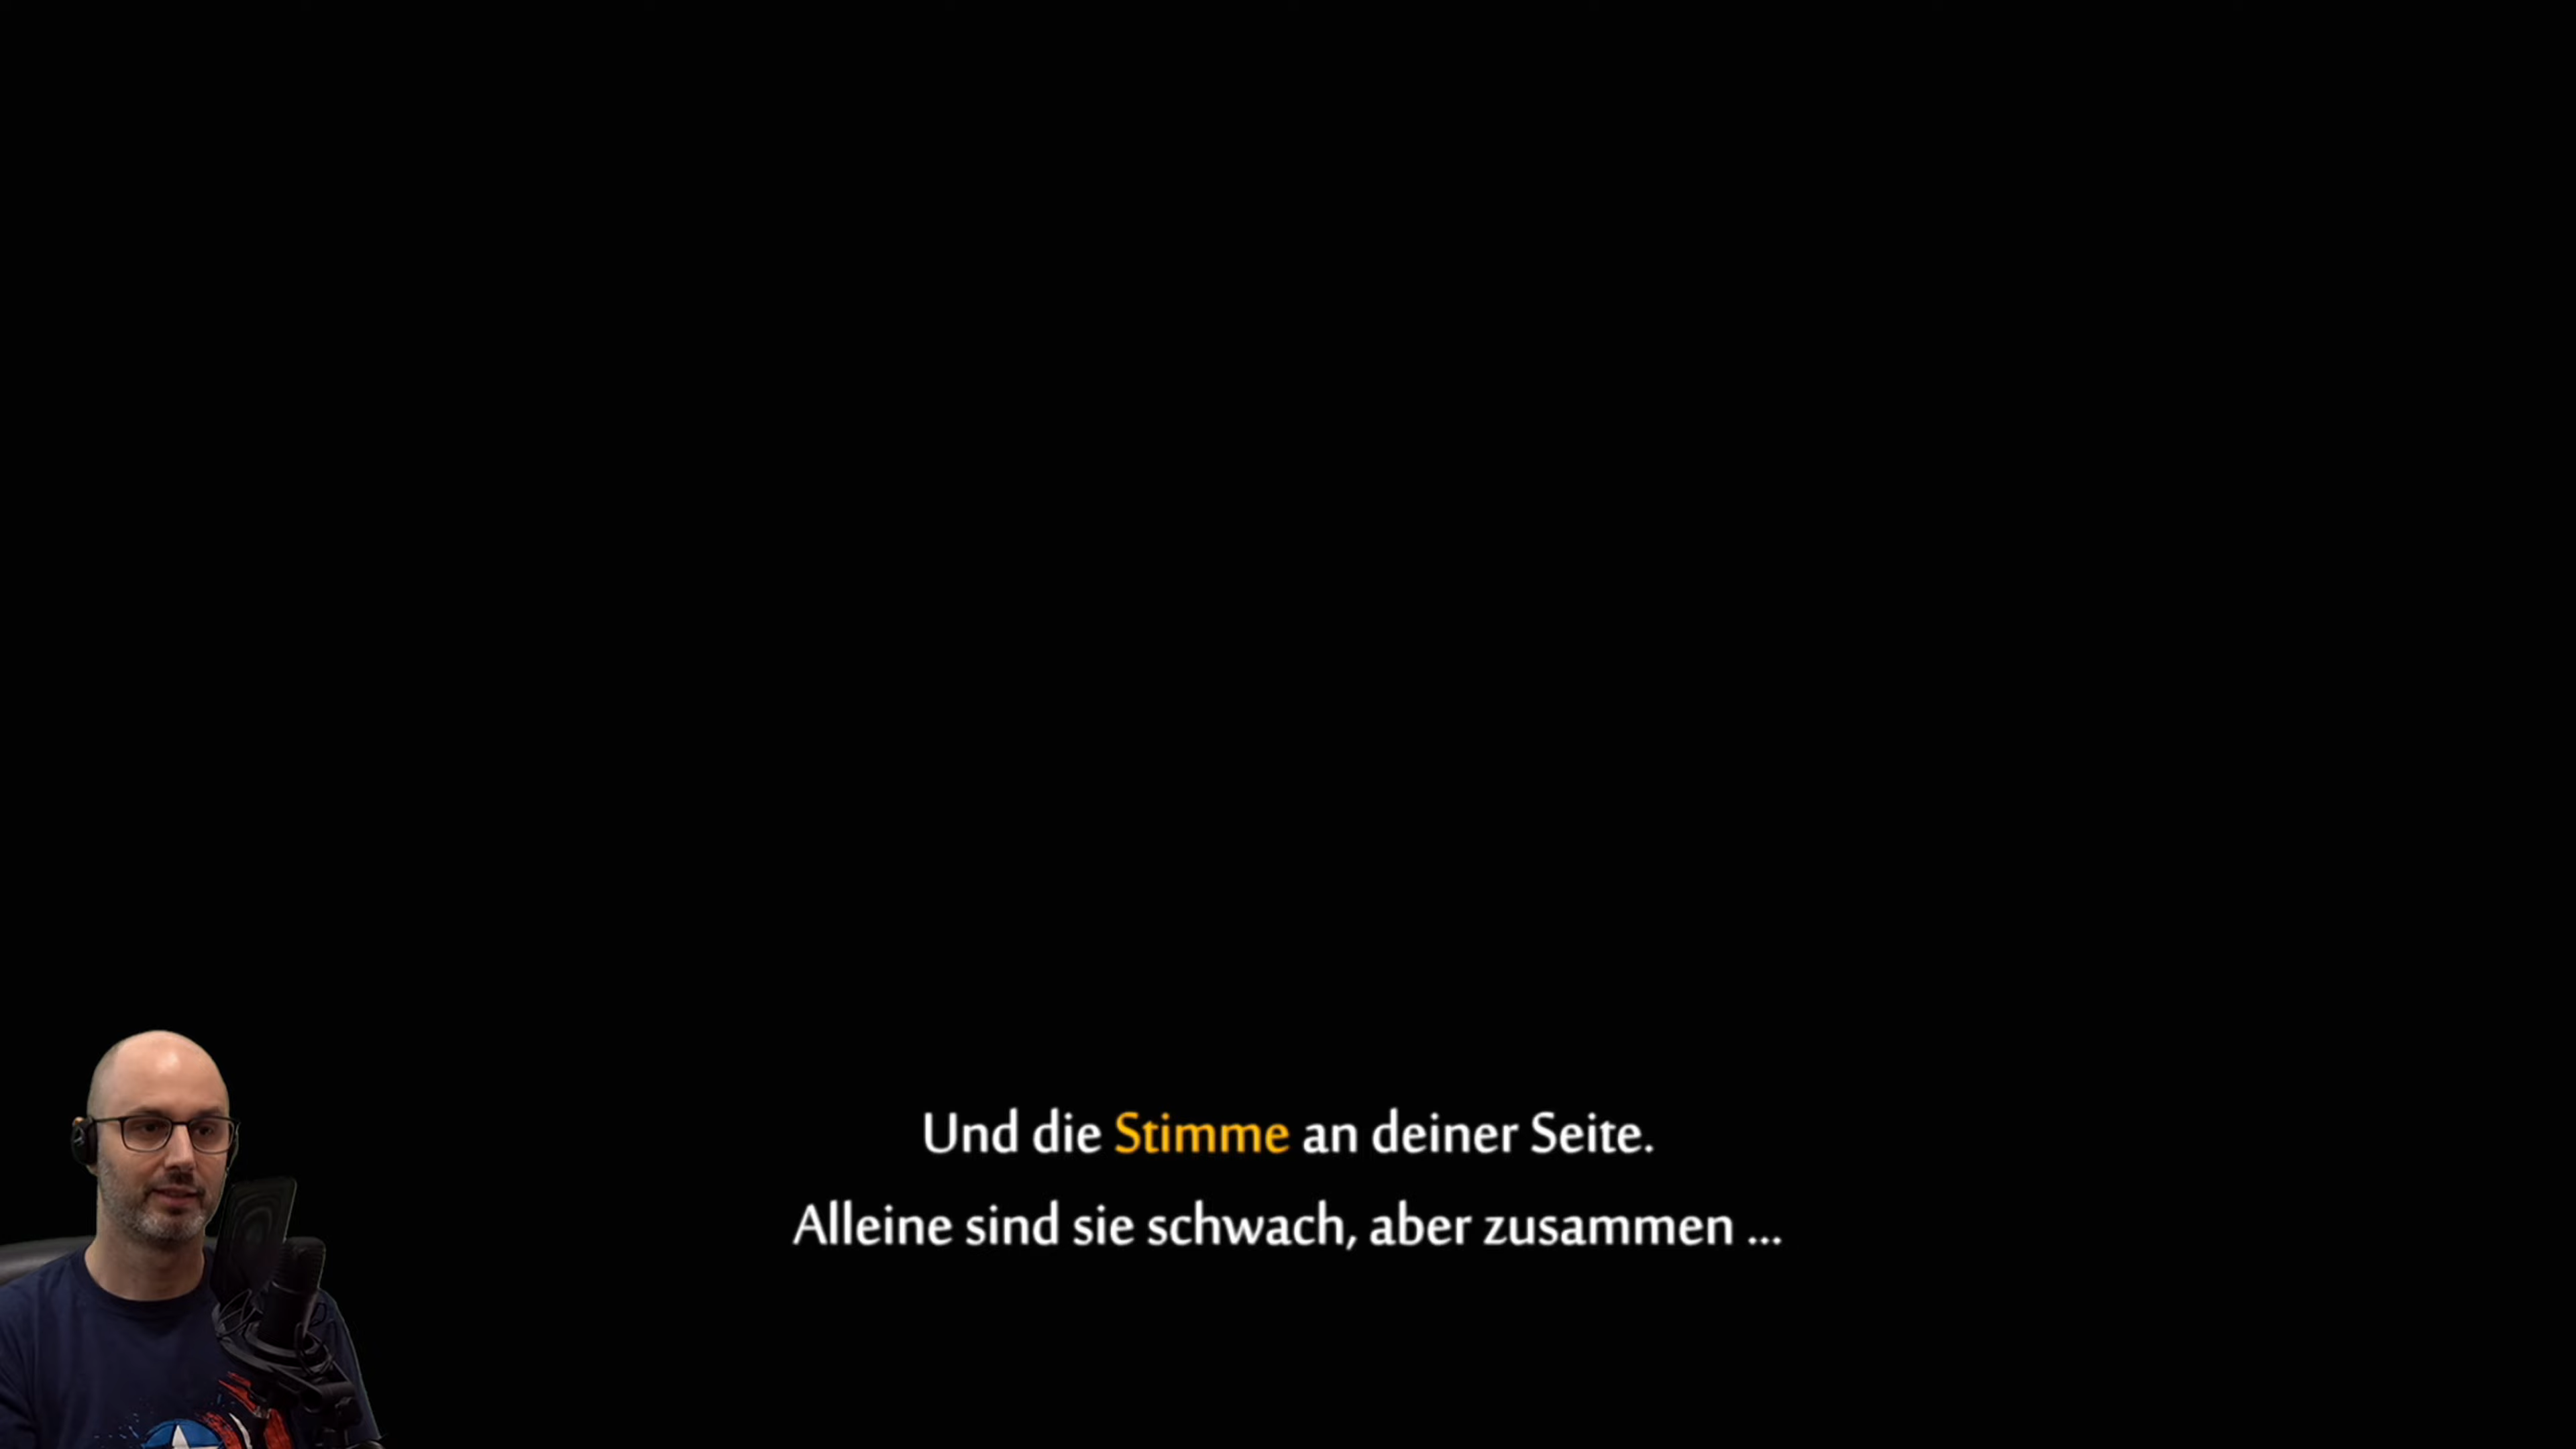 Und die Stimme an deiner Seite.
Alleine sind sie schwach, aber zusammen ...